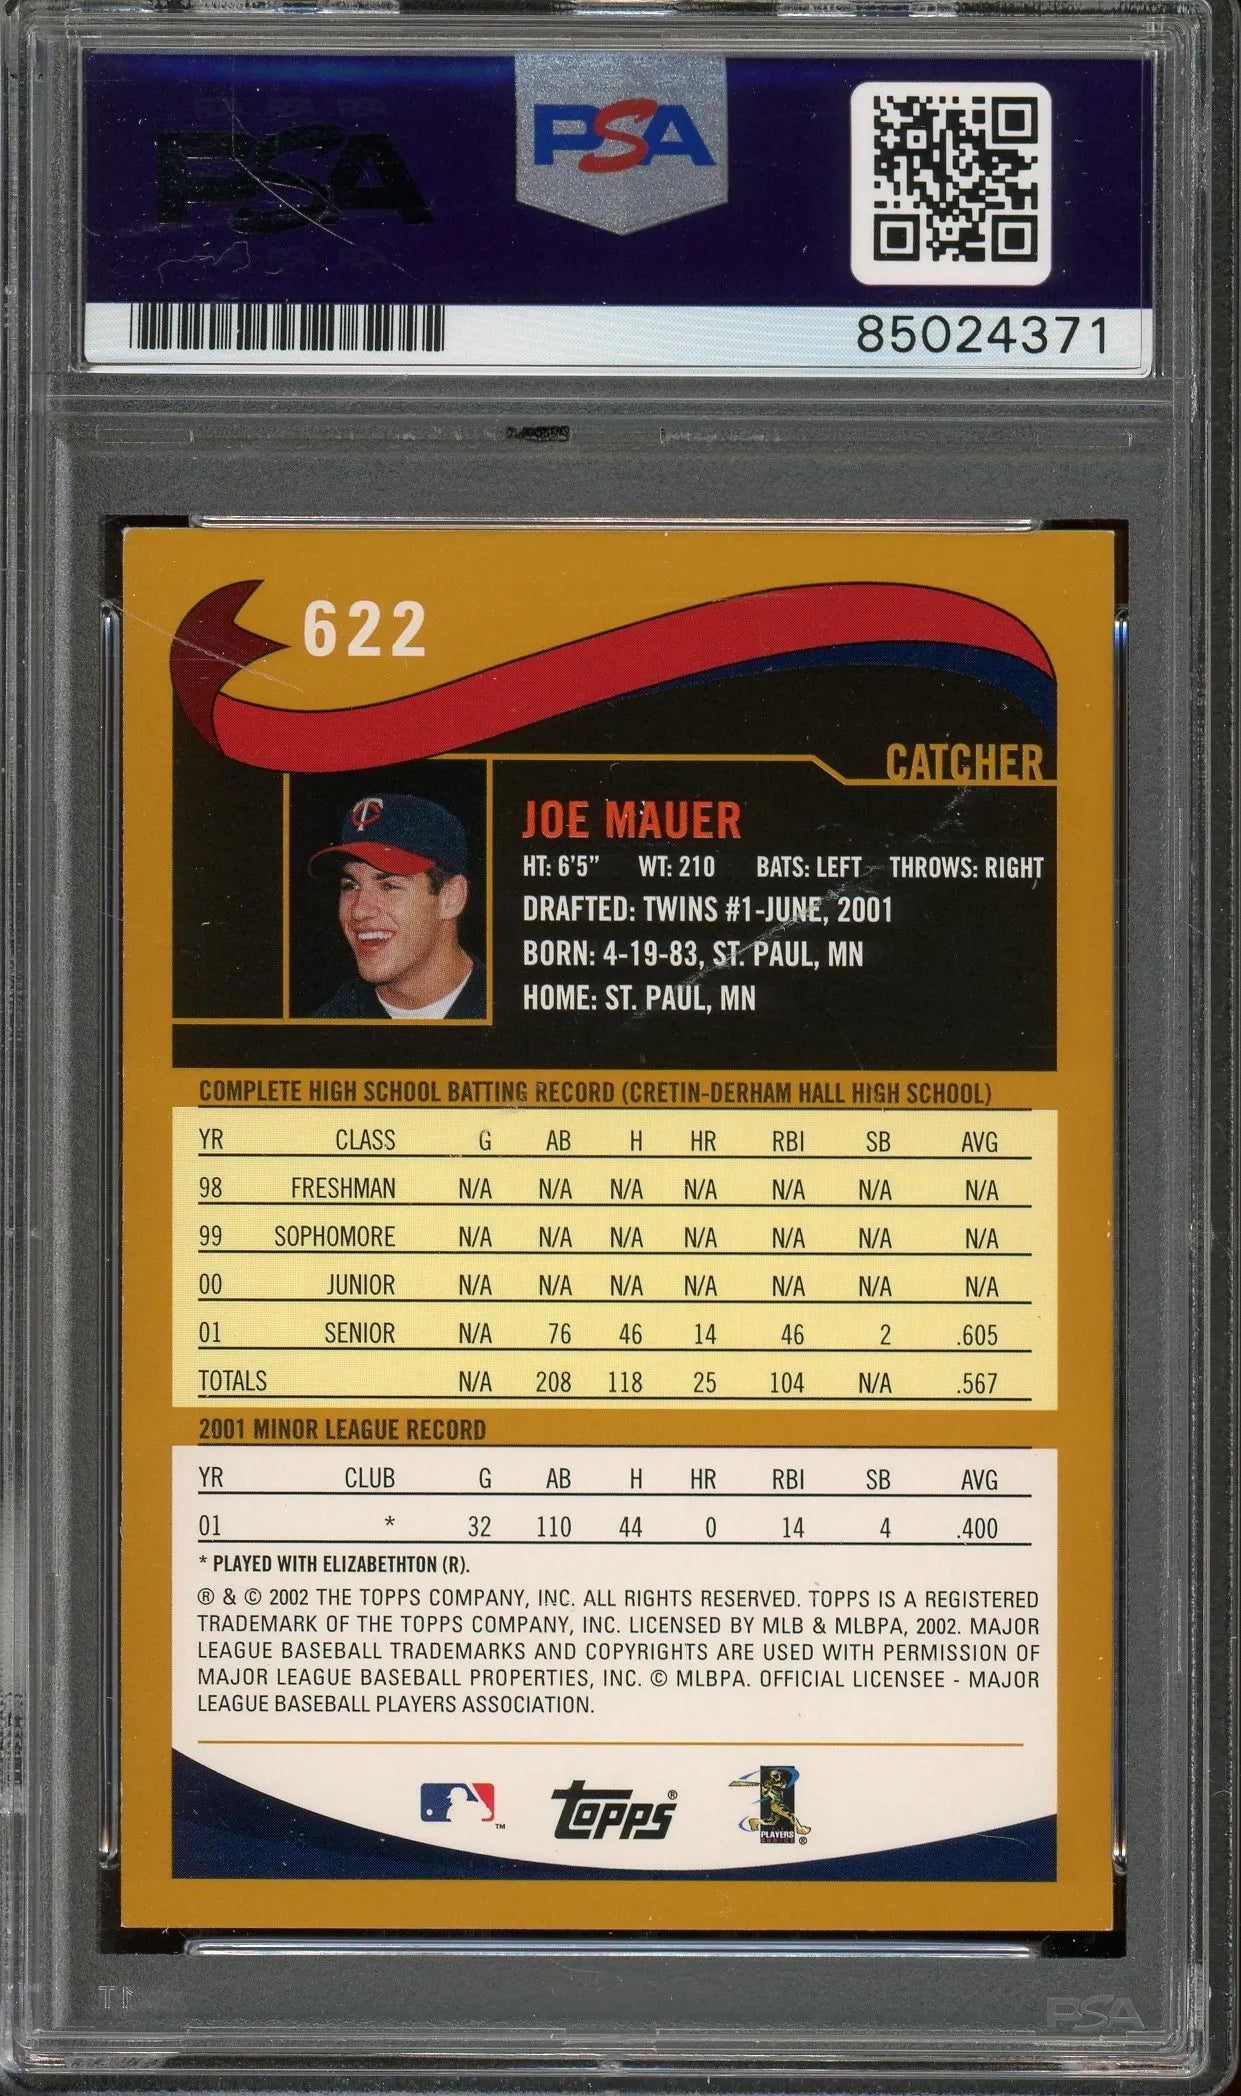 PSA
PSA
85024371
622
CATCHER
JOE MAUER
HT: 6'5" WT: 210 BATS: LEFT THROWS: RIGHT
DRAFTED: TWINS #1-JUNE, 2001
BORN: 4-19-83, ST. PAUL, MN
HOME: ST. PAUL, MN
COMPLETE HIGH SCHOOL BATTING RECORD (CRETIN-DERHAM HALL HIGH SCHOOL)
YR CLASS G AB H HR RBI SB AVG
98 FRESHMAN N/A N/A N/A N/A N/A N/A N/A
99 SOPHOMORE N/A N/A N/A N/A N/A N/A N/A
00 JUNIOR N/A N/A N/A N/A N/A N/A N/A
01 SENIOR N/A 76 46 14 46 2 .605
TOTALS N/A 208 118 25 104 N/A .567
2001 MINOR LEAGUE RECORD
YR CLUB G AB H HR RBI SB AVG
01 * 32 110 44 0 14 4 .400
* PLAYED WITH ELIZABETHTON (R).
® & © 2002 THE TOPPS COMPANY, INC. ALL RIGHTS RESERVED. TOPPS IS A REGISTERED
TRADEMARK OF THE TOPPS COMPANY, INC. LICENSED BY MLB & MLBPA, 2002. MAJOR
LEAGUE BASEBALL TRADEMARKS AND COPYRIGHTS ARE USED WITH PERMISSION OF
MAJOR LEAGUE BASEBALL PROPERTIES, INC. © MLBPA. OFFICIAL LICENSEE - MAJOR
LEAGUE BASEBALL PLAYERS ASSOCIATION.
™ topps® PLAYERS ®
PSA